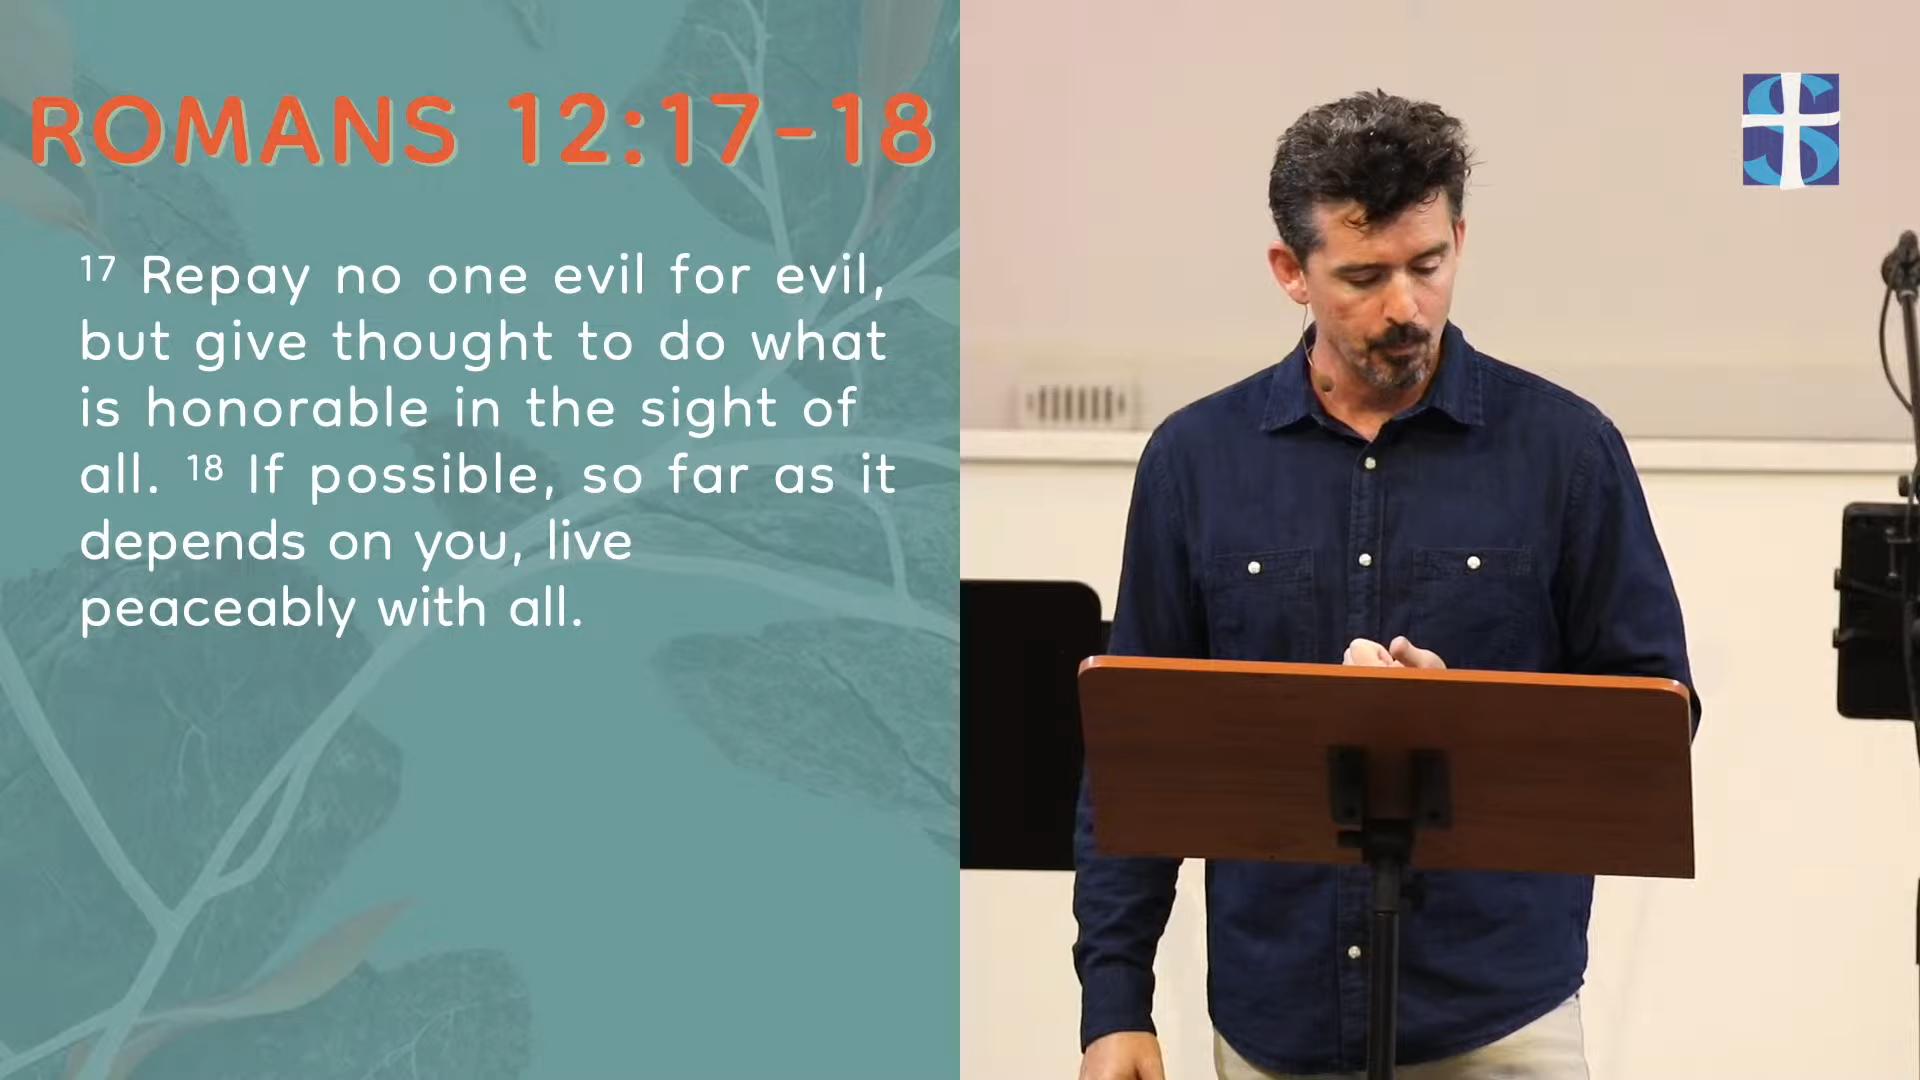 ROMANS 12:17-18
17 Repay no one evil for evil,
but give thought to do what
is honorable in the sight of
all. 18 If possible, so far as it
depends on you, live
peaceably with all.
S